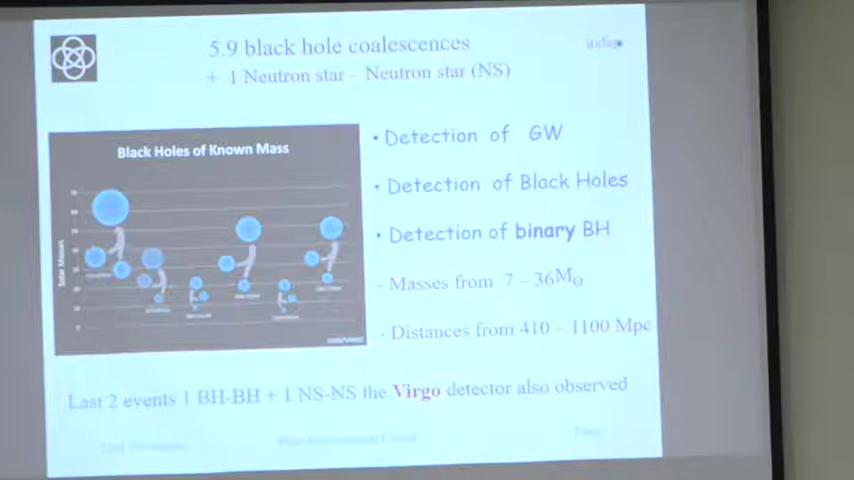 5.9 black hole coalescences
+ 1 Neutron star – Neutron star (NS)
Black Holes of Known Mass
Solar Masses
• Detection of GW
• Detection of Black Holes
• Detection of binary BH
- Masses from 7 – 36M⊙
- Distances from 410 – 1100 Mpc
Last 2 events 1 BH-BH + 1 NS-NS the Virgo detector also observed